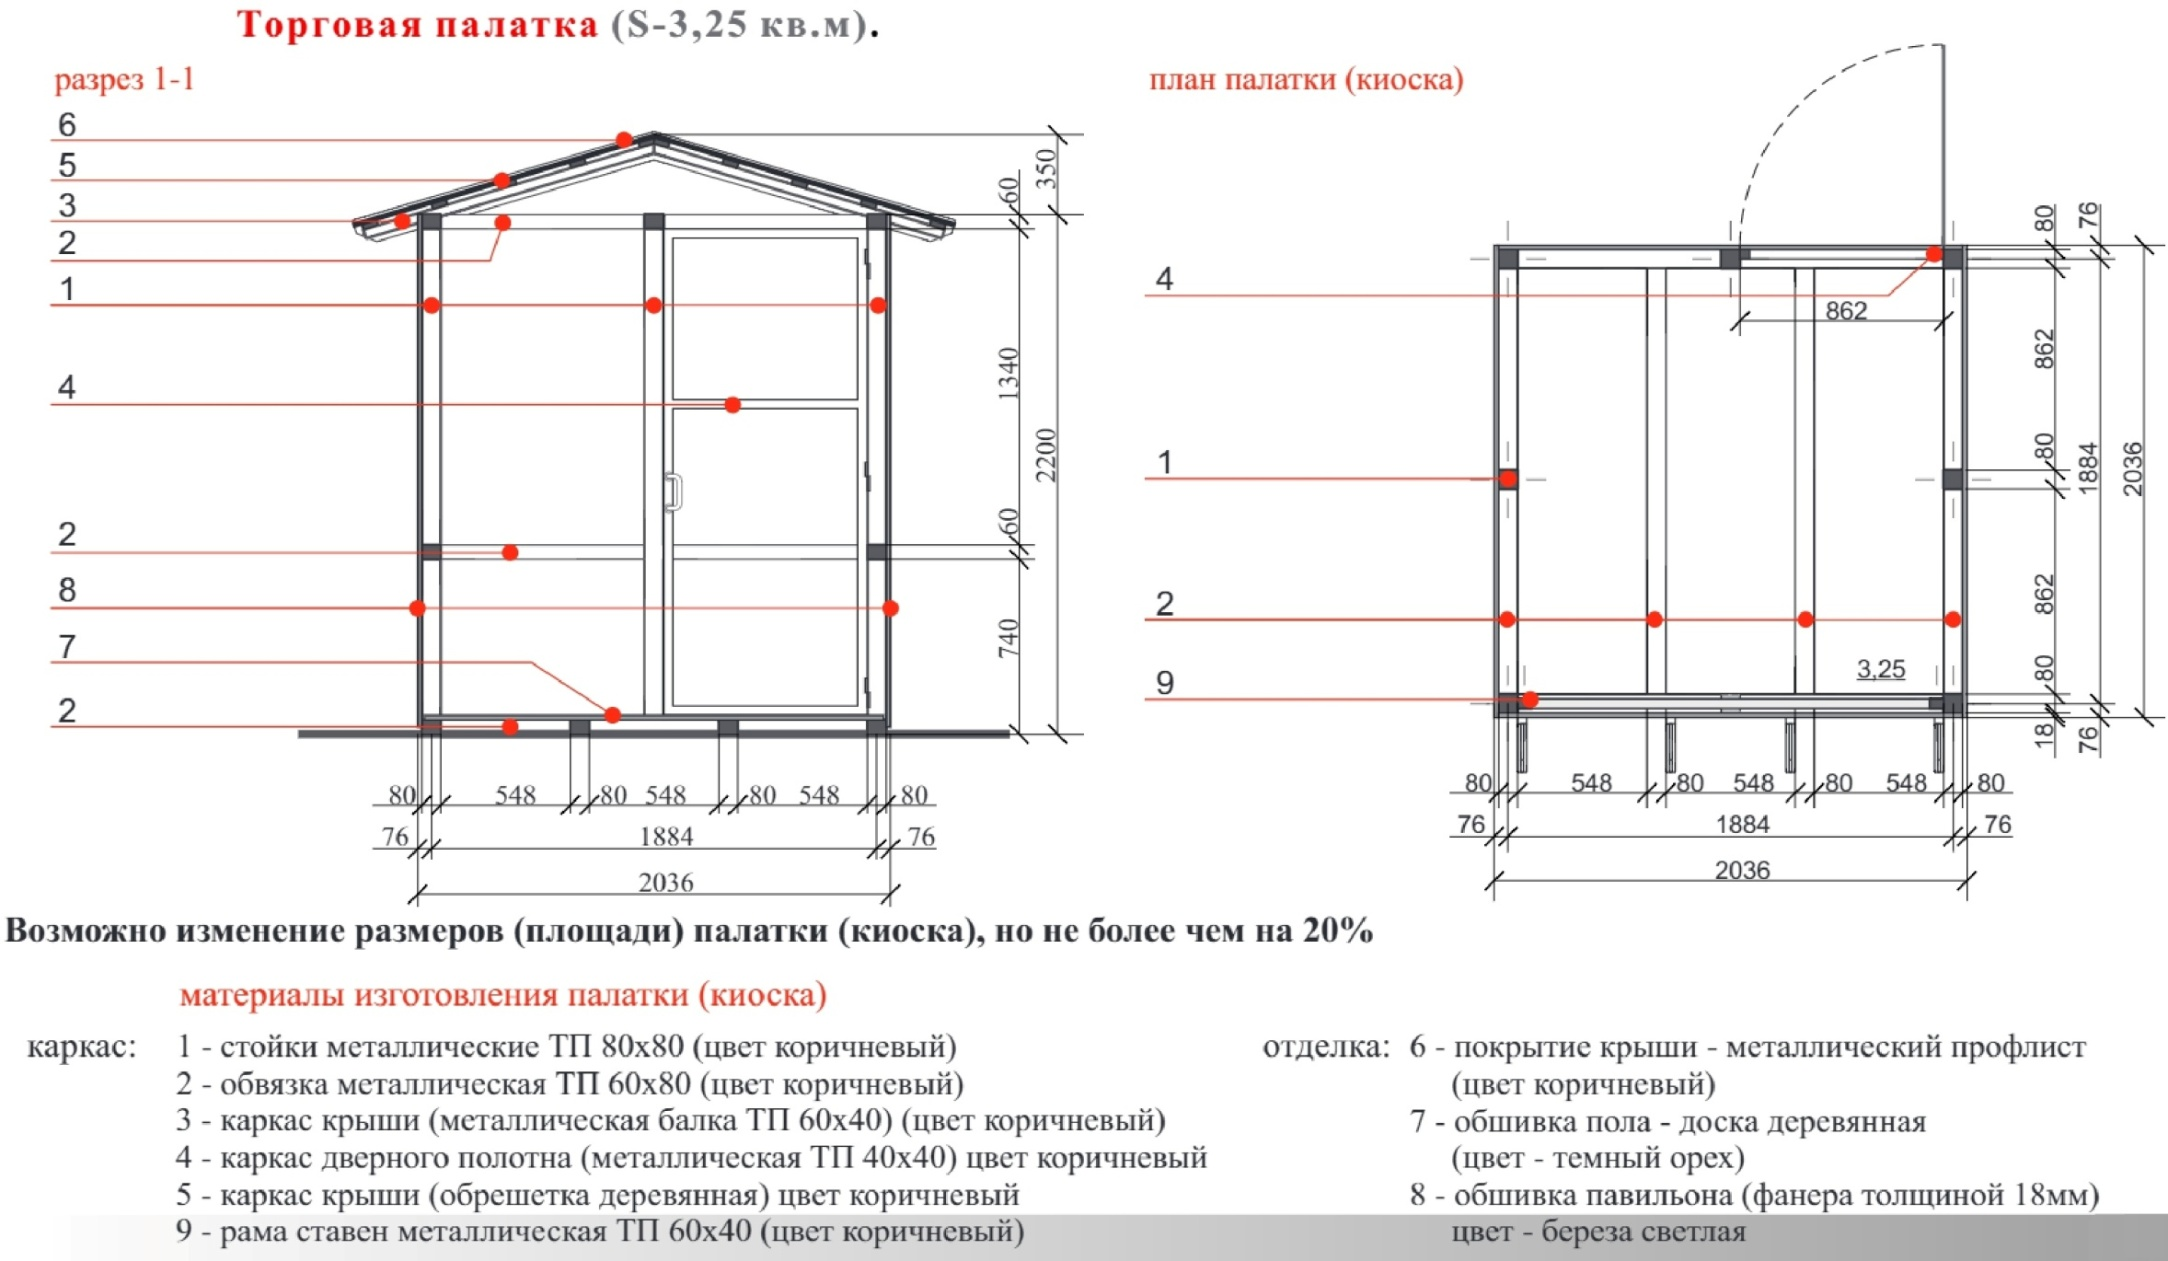 Торговая палатка (S-3,25 кв.м).
разрез 1-1
6
5
3
2
1
4
2
8
7
2
350
60
1340
2200
60
740
80 548 80 548 80 548 80
76 1884 76
2036
план палатки (киоска)
4
1
2
9
862
3,25
80 76
862
80
1884
2036
862
80
18 76
80 548 80 548 80 548 80
76 1884 76
2036
Возможно изменение размеров (площади) палатки (киоска), но не более чем на 20%
материалы изготовления палатки (киоска)
каркас: 1 - стойки металлические ТП 80х80 (цвет коричневый)
2 - обвязка металлическая ТП 60х80 (цвет коричневый)
3 - каркас крыши (металлическая балка ТП 60х40) (цвет коричневый)
4 - каркас дверного полотна (металлическая ТП 40х40) цвет коричневый
5 - каркас крыши (обрешетка деревянная) цвет коричневый
9 - рама ставен металлическая ТП 60х40 (цвет коричневый)
отделка: 6 - покрытие крыши - металлический профлист
(цвет коричневый)
7 - обшивка пола - доска деревянная
(цвет - темный орех)
8 - обшивка павильона (фанера толщиной 18мм)
цвет - береза светлая